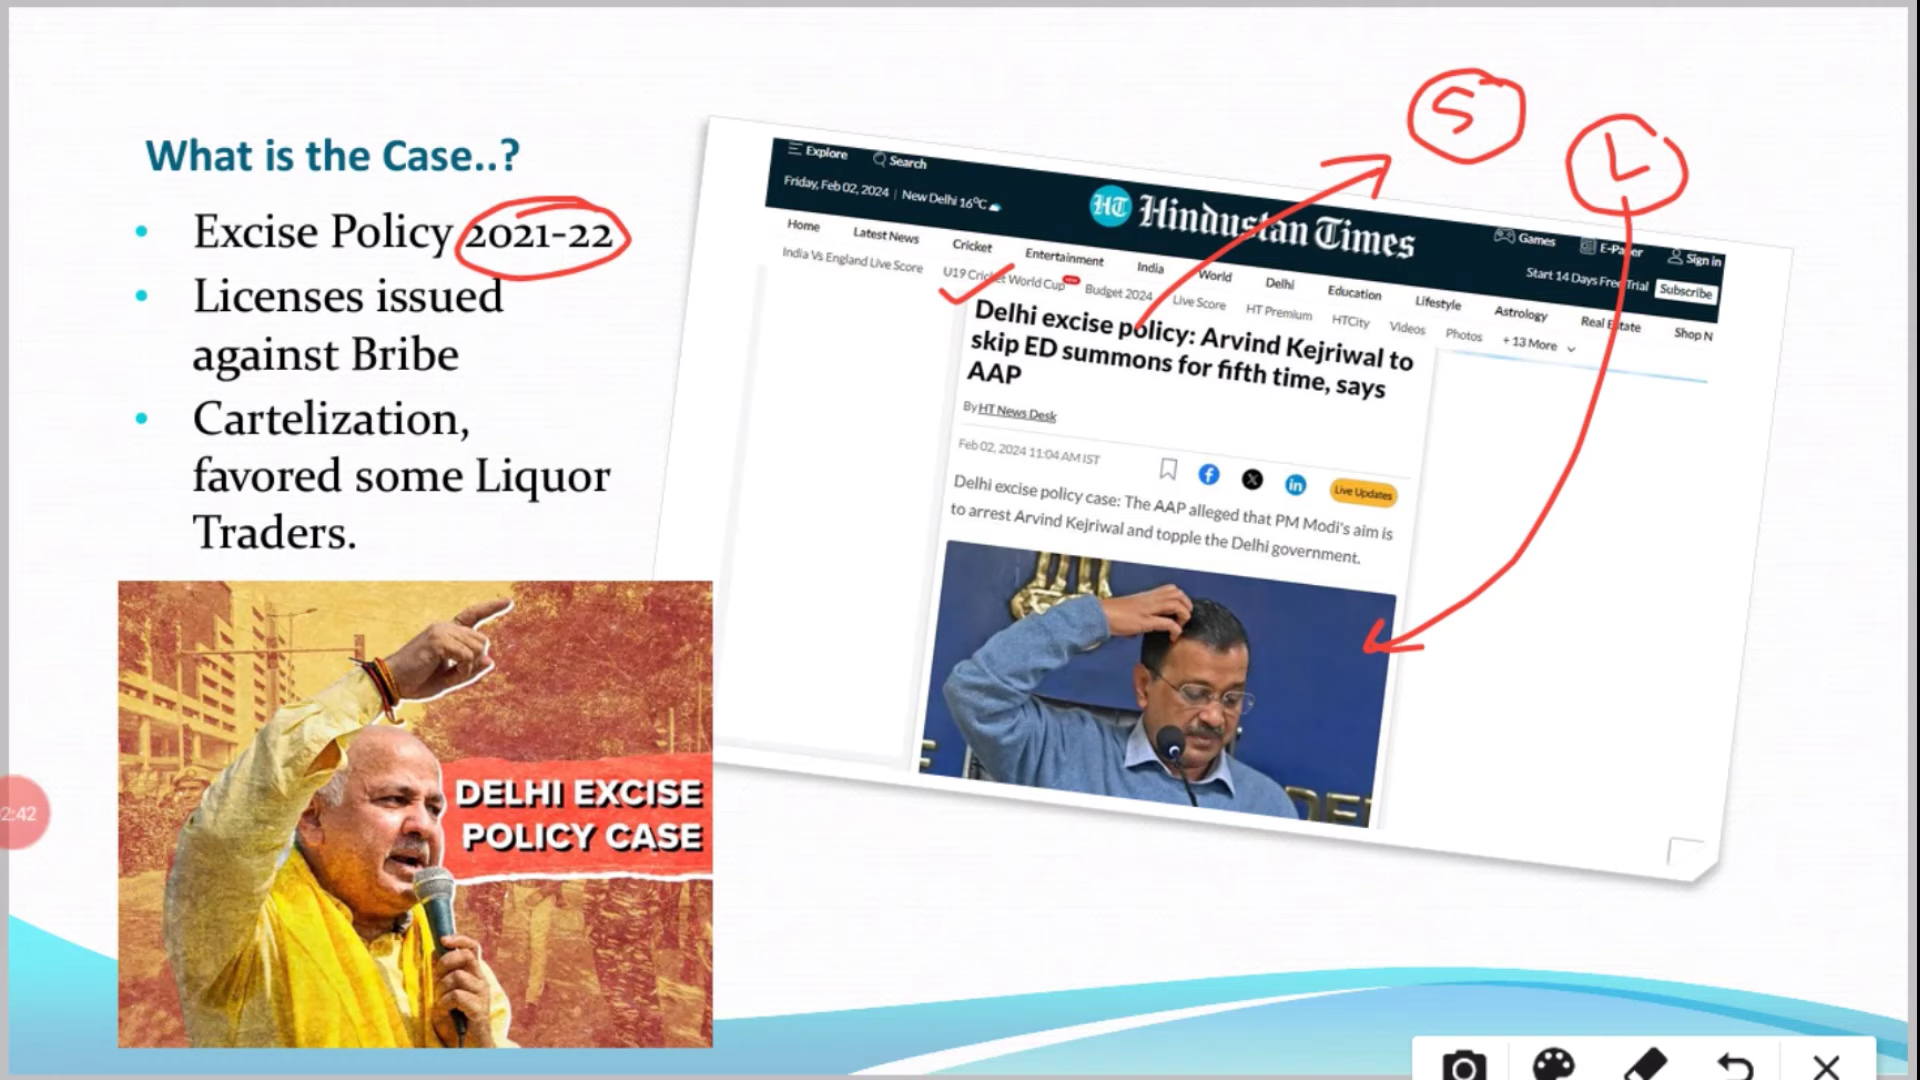 What is the Case..?
• Excise Policy 2021-22
• Licenses issued
against Bribe
• Cartelization,
favored some Liquor
Traders.
S
L
Explore Search
Friday, Feb 02, 2024 | New Delhi 16°C
HT Hindustan Times
Games E-Paper Sign in
Start 14 Days Free Trial Subscribe
Home Latest News Cricket Entertainment India World Delhi Education Lifestyle Astrology Real Estate Shop N
India Vs England Live Score U19 Cricket World Cup Budget 2024 Live Score HT Premium HTCity Videos Photos + 13 More
Delhi excise policy: Arvind Kejriwal to
skip ED summons for fifth time, says
AAP
By HT News Desk
Feb 02, 2024 11:04 AM IST
Live Updates
Delhi excise policy case: The AAP alleged that PM Modi's aim is
to arrest Arvind Kejriwal and topple the Delhi government.
DELHI EXCISE
POLICY CASE
2:42